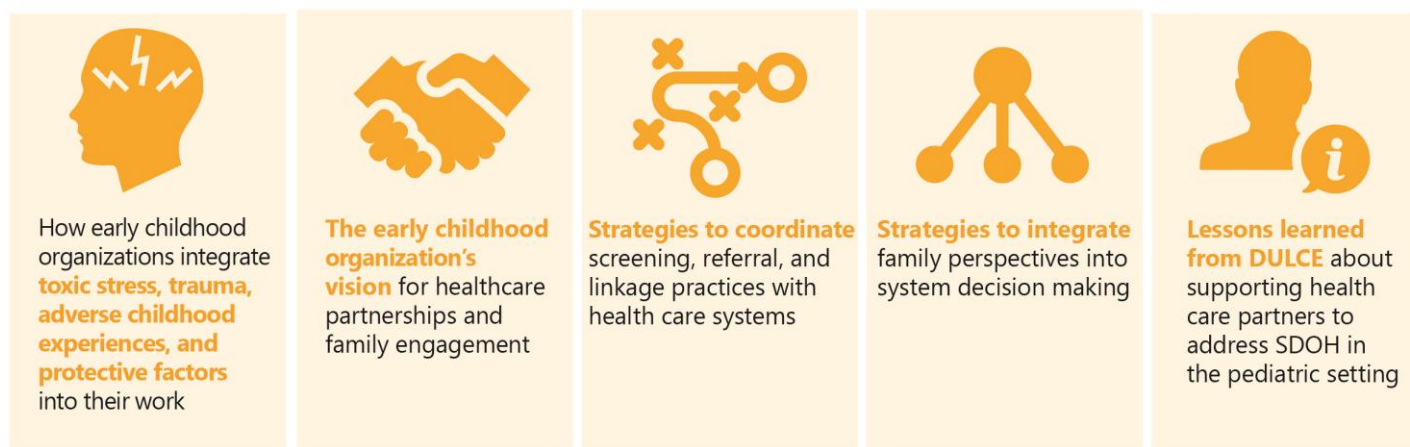 How early childhood
organizations integrate
toxic stress, trauma,
adverse childhood
experiences, and
protective factors
into their work
The early childhood
organization's
vision for healthcare
partnerships and
family engagement
Strategies to coordinate
screening, referral, and
linkage practices with
health care systems
Strategies to integrate
family perspectives into
system decision making
i
Lessons learned
from DULCE about
supporting health
care partners to
address SDOH in
the pediatric setting